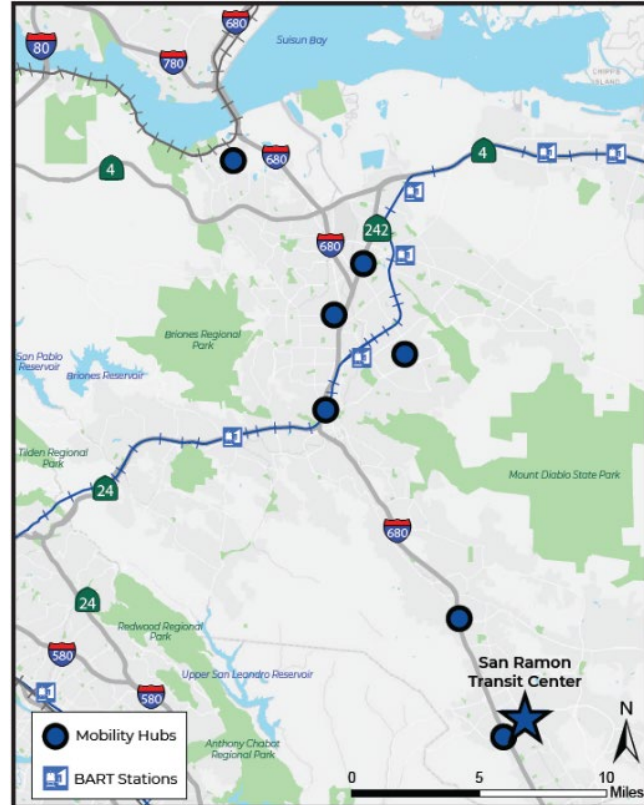 680
Suisun Bay
80
780
CHIPPS
ISLAND
4
680
4
242
680
Briones Regional
Park
San Pablo
Reservoir
Briones Reservoir
Tilden Regional
Park
Mount Diablo State Park
24
680
24
Redwood Regional
Park
580
San Ramon
Transit Center
Upper San Leandro Reservoir
580
N
Mobility Hubs
Anthony Chabot
Regional Park
BART Stations
0 5 10
Miles